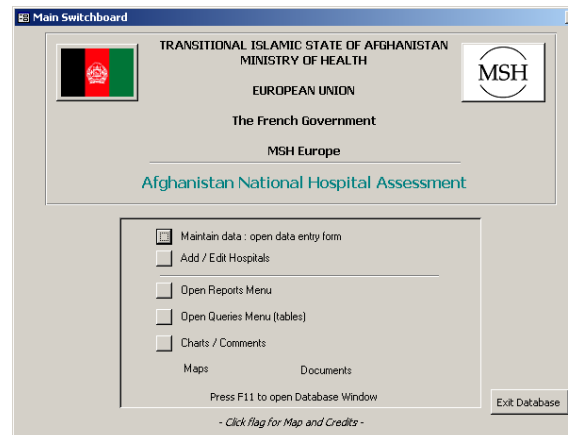 Main Switchboard
TRANSITIONAL ISLAMIC STATE OF AFGHANISTAN
MINISTRY OF HEALTH
EUROPEAN UNION
The French Government
MSH Europe
MSH
Afghanistan National Hospital Assessment
Maintain data : open data entry form
Add / Edit Hospitals
Open Reports Menu
Open Queries Menu (tables)
Charts / Comments
Maps Documents
Press F11 to open Database Window
Exit Database
- Click flag for Map and Credits -